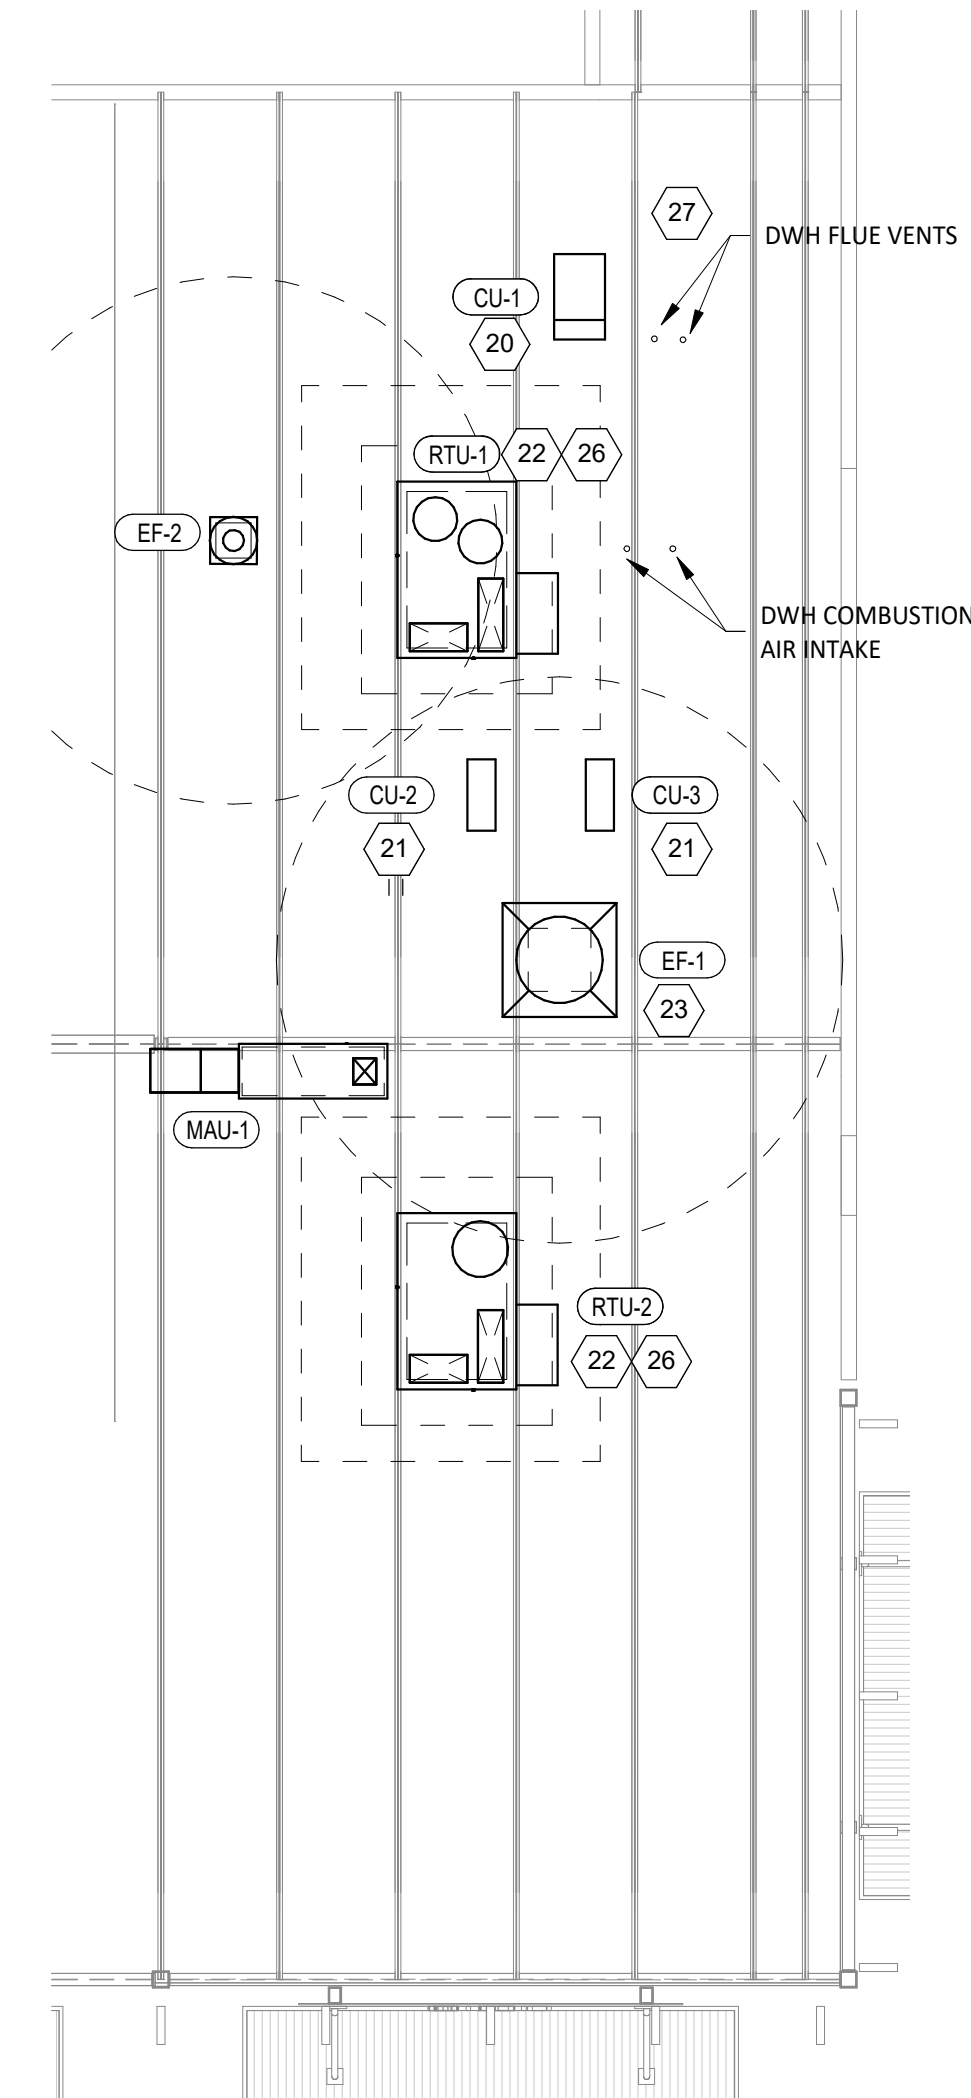 27
DWH FLUE VENTS
CU-1
20
RTU-1 22 26
EF-2
DWH COMBUSTION
AIR INTAKE
CU-2
CU-3
21
21
EF-1
23
MAU-1
RTU-2
22 26